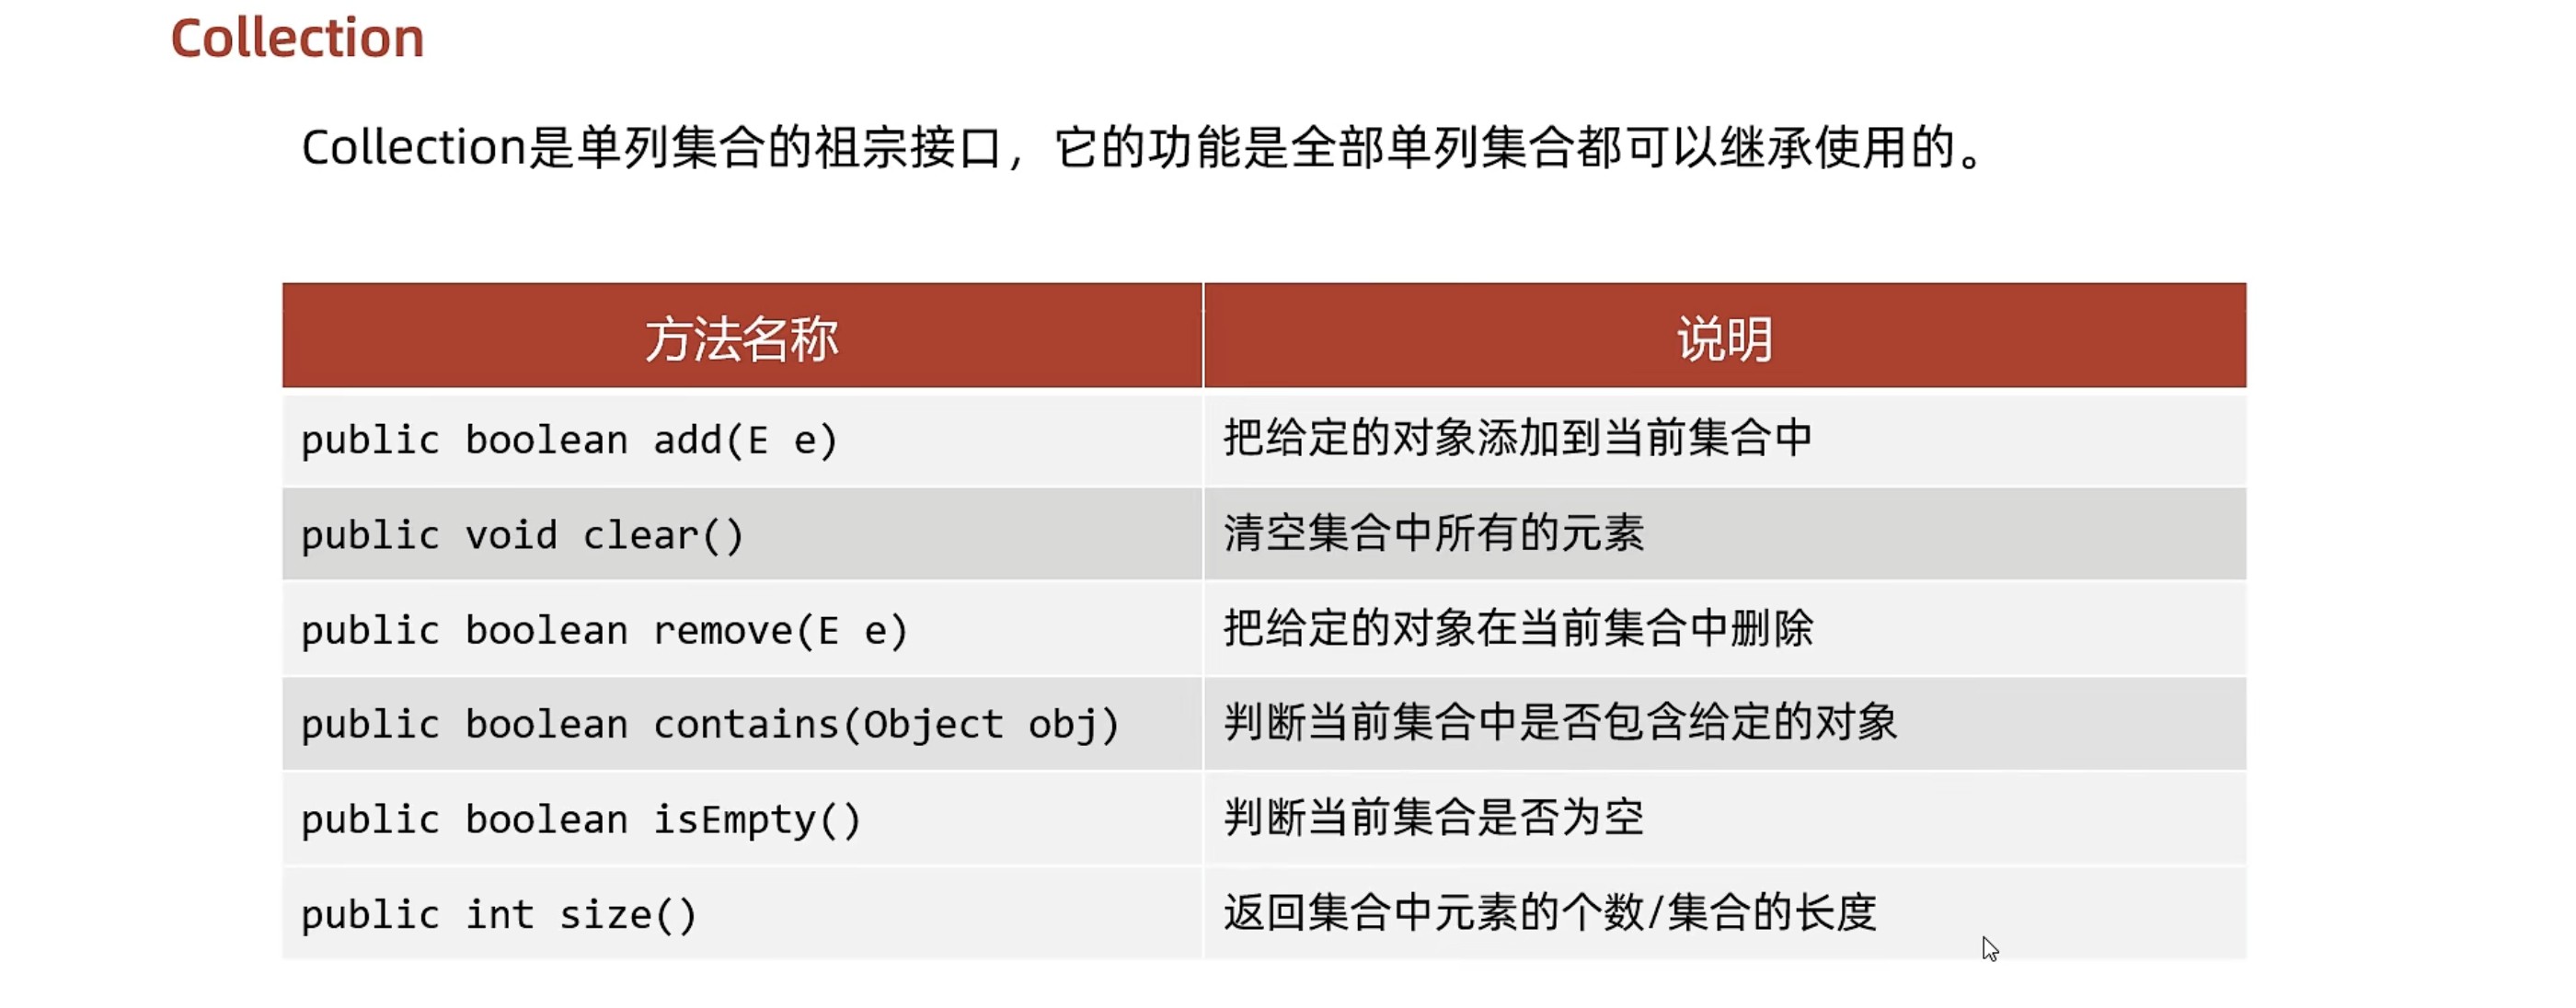 Collection
Collection是单列集合的祖宗接口，它的功能是全部单列集合都可以继承使用的。
方法名称 说明
public boolean add(E e) 把给定的对象添加到当前集合中
public void clear() 清空集合中所有的元素
public boolean remove(E e) 把给定的对象在当前集合中删除
public boolean contains(Object obj) 判断当前集合中是否包含给定的对象
public boolean isEmpty() 判断当前集合是否为空
public int size() 返回集合中元素的个数/集合的长度